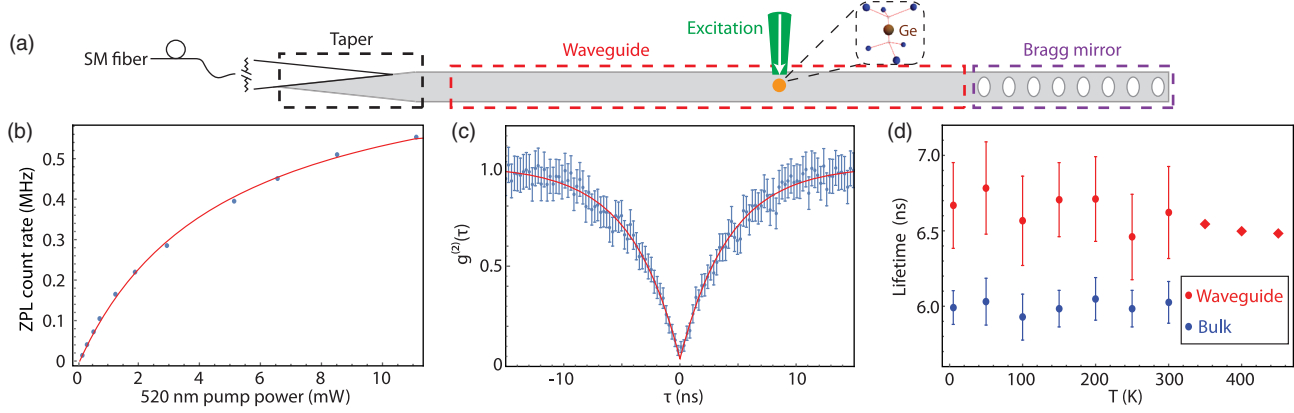 (a)
SM fiber
Taper
Waveguide
Excitation
Ge
Bragg mirror
(b)
ZPL count rate (MHz)
0.5
0.4
0.3
0.2
0.1
0
0 2 4 6 8 10
520 nm pump power (mW)
(c)
g(2)(τ)
1.0
0.5
0
-10 0 10
τ (ns)
(d)
Lifetime (ns)
7.0
6.5
6.0
Waveguide
Bulk
0 100 200 300 400
T (K)